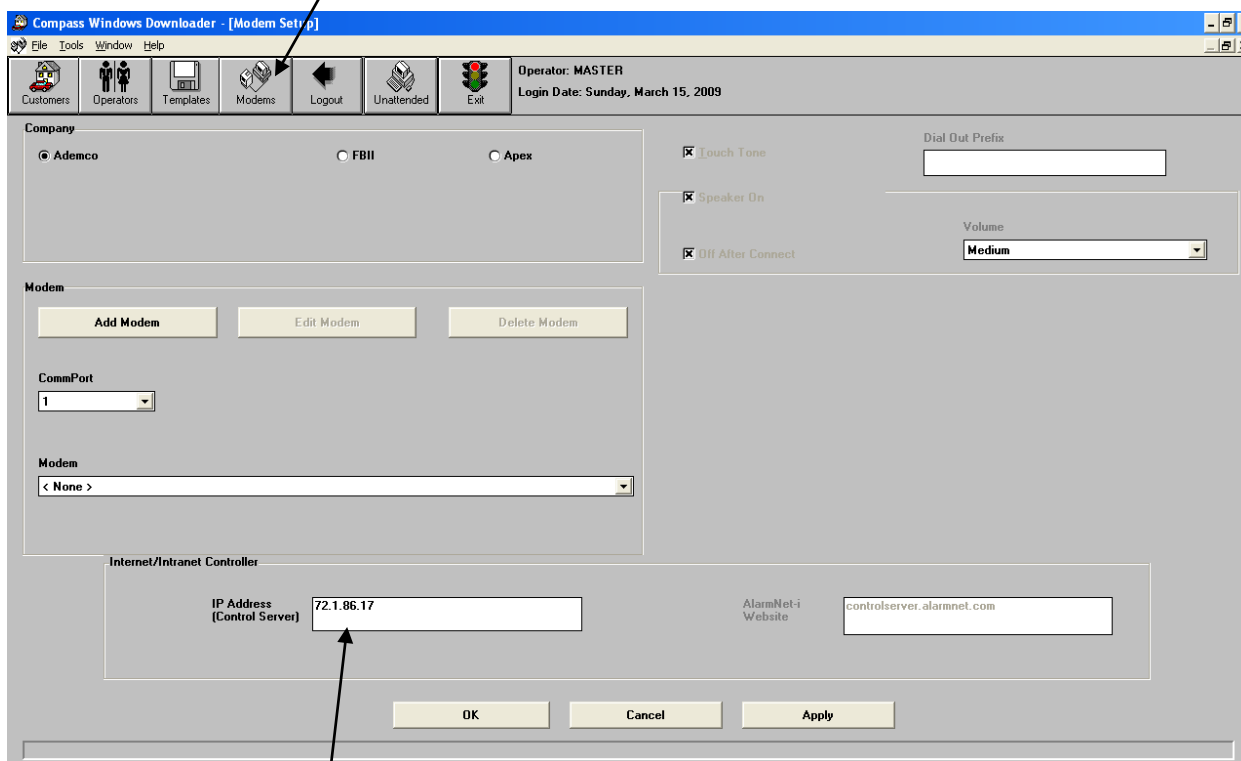 Compass Windows Downloader - [Modem Setup]
File Tools Window Help
Customers Operators Templates Modems Logout Unattended Exit
Operator: MASTER
Login Date: Sunday, March 15, 2009
Company
Ademco FBII Apex
Touch Tone
Dial Out Prefix
Speaker On
Volume
Medium
Off After Connect
Modem
Add Modem Edit Modem Delete Modem
CommPort
1
Modem
< None >
Internet/Intranet Controller
IP Address
(Control Server)
72.1.86.17
AlarmNet-i
Website
controlserver.alarmnet.com
OK Cancel Apply